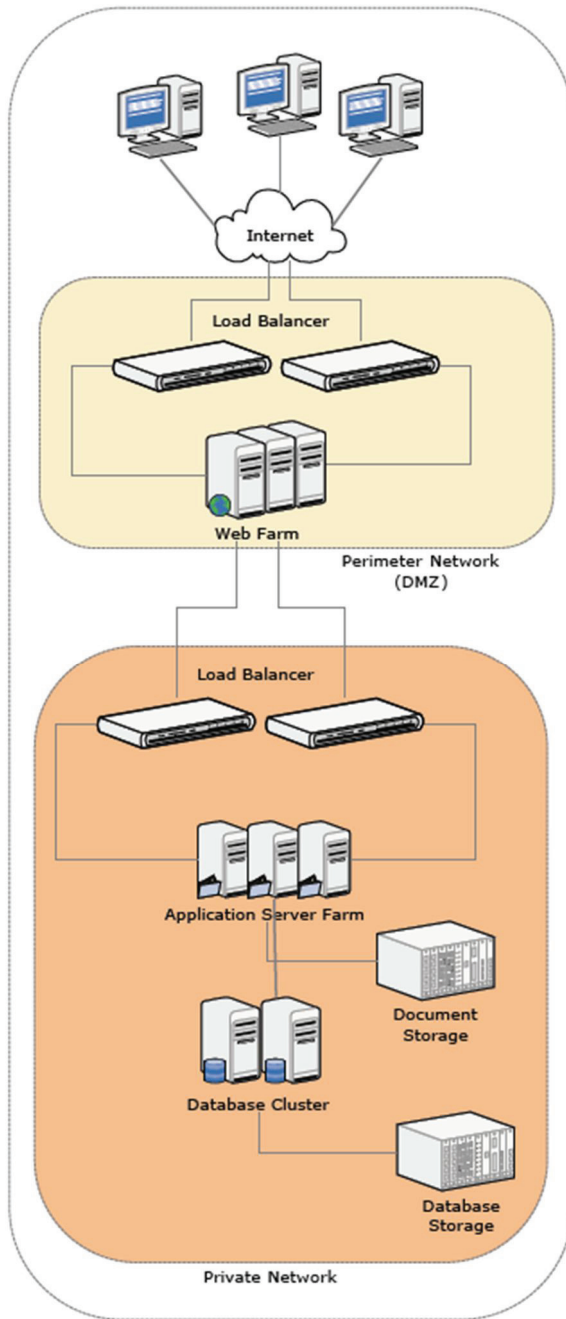 Internet
Load Balancer
Web Farm
Perimeter Network
(DMZ)
Load Balancer
Application Server Farm
Document
Storage
Database Cluster
Database
Storage
Private Network